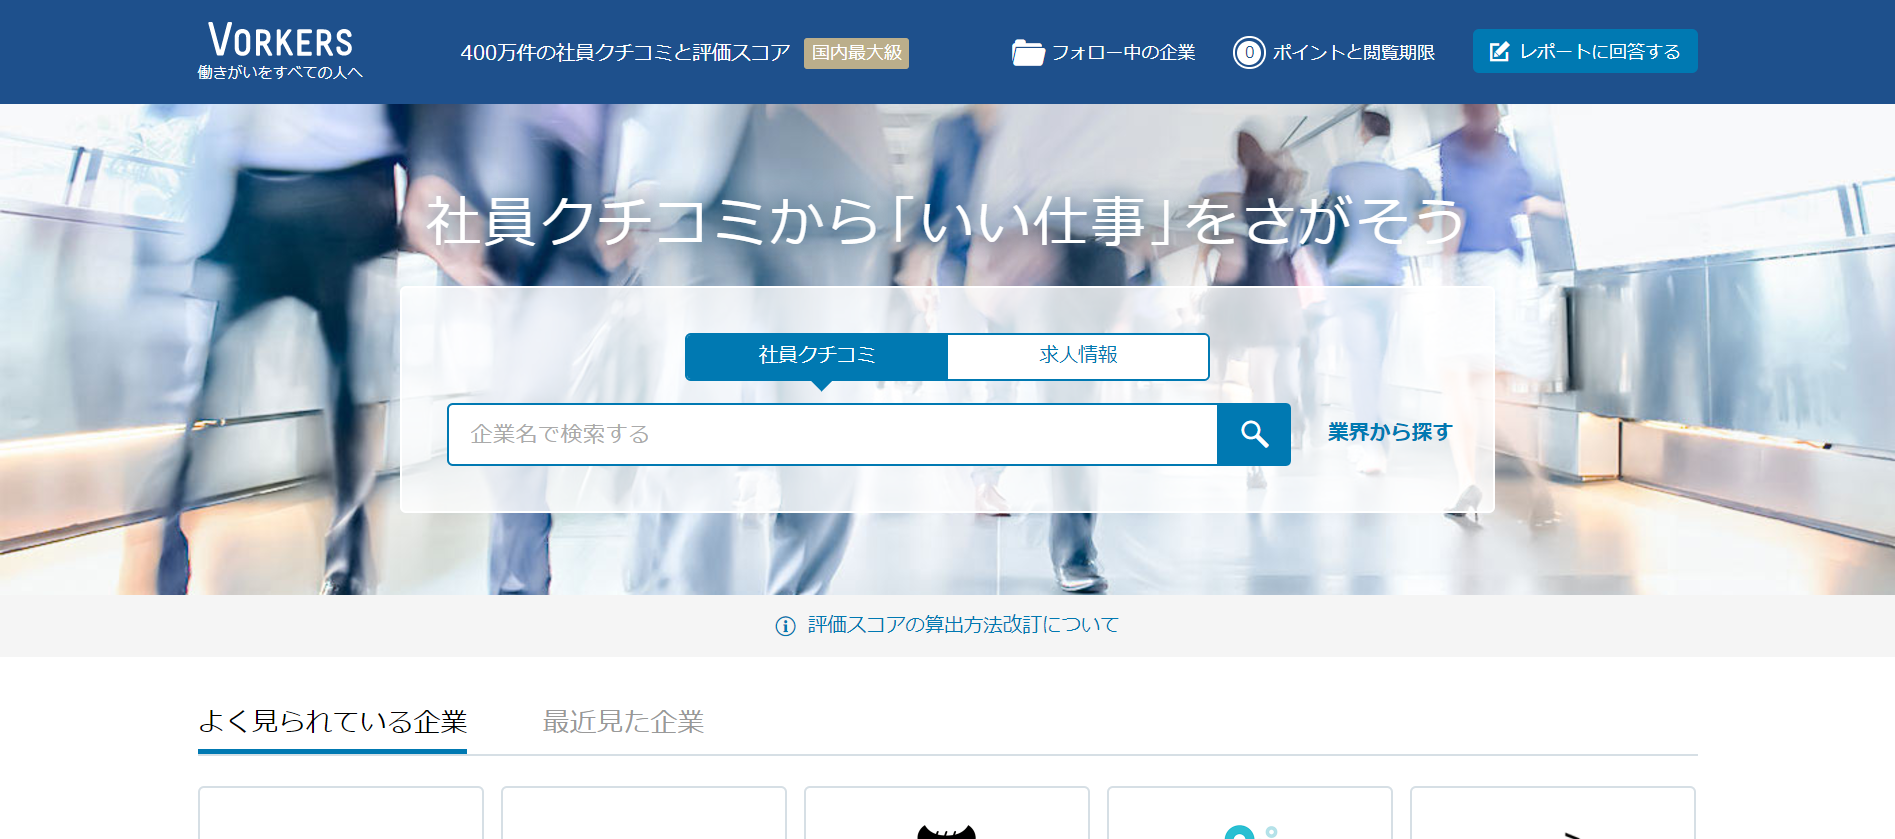 VORKERS
働きがいをすべての人へ
400万件の社員クチコミと評価スコア 国内最大級
フォロー中の企業
0 ポイントと閲覧期限
レポートに回答する
社員クチコミから「いい仕事」をさがそう
社員クチコミ 求人情報
企業名で検索する
業界から探す
評価スコアの算出方法改訂について
よく見られている企業 最近見た企業